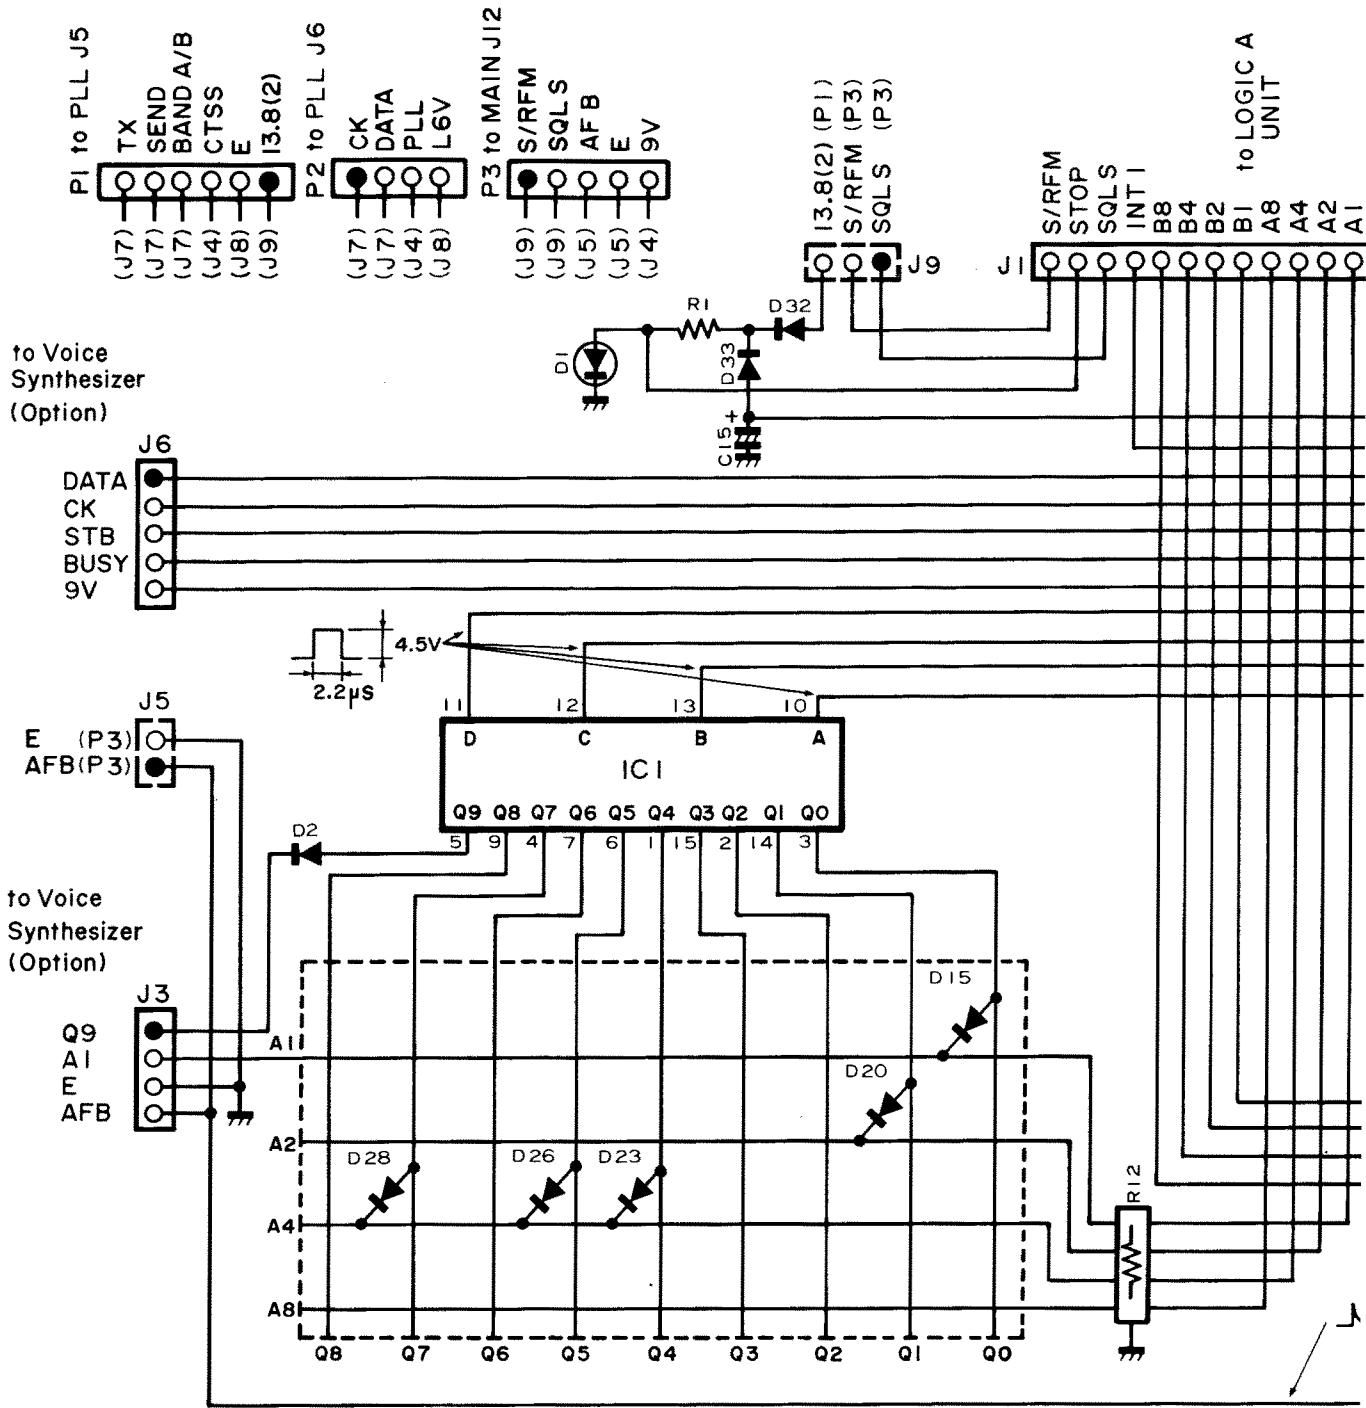 P1 to PLL J5
TX
SEND
BAND A/B
CTSS
E
13.8(2)
(J7)
(J7)
(J7)
(J4)
(J8)
(J9)
P2 to PLL J6
CK
DATA
PLL
L6V
(J7)
(J7)
(J4)
(J8)
P3 to MAIN J12
S/RFM
SQLS
AFB
E
9V
(J9)
(J9)
(J5)
(J5)
(J4)
13.8(2) (P1)
S/RFM (P3)
SQLS (P3)
J9
to LOGIC A
UNIT
J1
S/RFM
STOP
SQLS
INT1
B8
B4
B2
B1
A8
A4
A2
A1
R1
D32
D1
D33
C15
+
to Voice
Synthesizer
(Option)
J6
DATA
CK
STB
BUSY
9V
4.5V
2.2μS
J5
E (P3)
AFB(P3)
11 12 13 10
D C B A
IC1
Q9 Q8 Q7 Q6 Q5 Q4 Q3 Q2 Q1 Q0
5 9 4 7 6 1 15 2 14 3
D2
to Voice
Synthesizer
(Option)
J3
Q9
A1
E
AFB
D15
A1
D20
A2
D28 D26 D23
A4
R12
A8
Q8 Q7 Q6 Q5 Q4 Q3 Q2 Q1 Q0